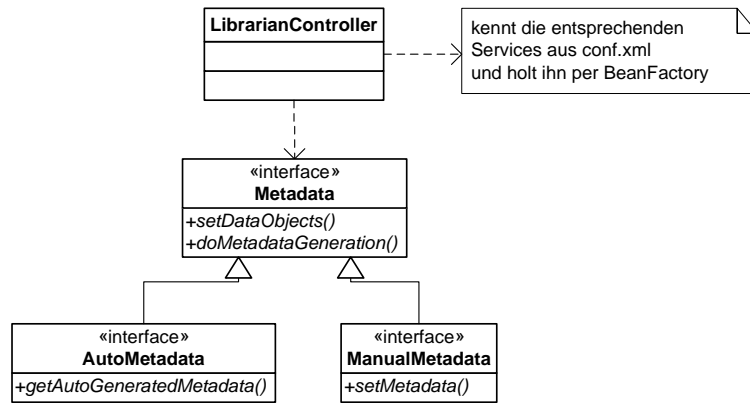 LibrarianController
kennt die entsprechenden
Services aus conf.xml
und holt ihn per BeanFactory
«interface»
Metadata
+setDataObjects()
+doMetadataGeneration()
«interface»
AutoMetadata
+getAutoGeneratedMetadata()
«interface»
ManualMetadata
+setMetadata()